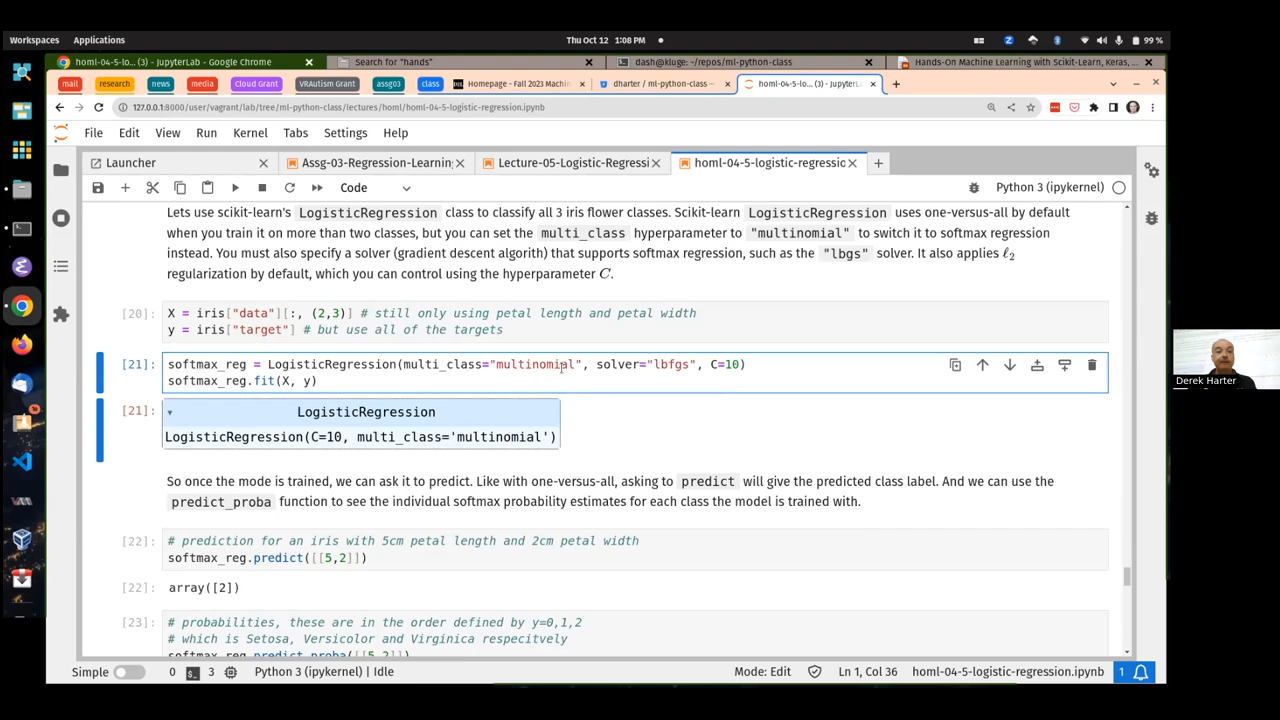 Workspaces Applications Thu Oct 12 1:08 PM 99 %
homl-04-5-lo... (3) - JupyterLab - Google Chrome × Search for "hands" × dash@kluge: ~/repos/ml-python-class × Hands-On Machine Learning with Scikit-Learn, Keras, ... ×
mail research news media Cloud Grant VRAutism Grant assg03 class Homepage - Fall 2023 Machi × dharter / ml-python-class — × homl-04-5-lo... (3) - JupyterLa ×
127.0.0.1:8000/user/vagrant/lab/tree/ml-python-class/lectures/homl/homl-04-5-logistic-regression.ipynb
File Edit View Run Kernel Tabs Settings Help
Launcher × Assg-03-Regression-Learnin × Lecture-05-Logistic-Regressi × homl-04-5-logistic-regressio × +
Code Python 3 (ipykernel)
Lets use scikit-learn's LogisticRegression class to classify all 3 iris flower classes. Scikit-learn LogisticRegression uses one-versus-all by default
when you train it on more than two classes, but you can set the multi_class hyperparameter to "multinomial" to switch it to softmax regression
instead. You must also specify a solver (gradient descent algorith) that supports softmax regression, such as the "lbgs" solver. It also applies ℓ2
regularization by default, which you can control using the hyperparameter C.
[20]: X = iris["data"][:, (2,3)] # still only using petal length and petal width
y = iris["target"] # but use all of the targets
[21]: softmax_reg = LogisticRegression(multi_class="multinomial", solver="lbfgs", C=10)
softmax_reg.fit(X, y)
[21]: ▾ LogisticRegression
LogisticRegression(C=10, multi_class='multinomial')
So once the mode is trained, we can ask it to predict. Like with one-versus-all, asking to predict will give the predicted class label. And we can use the
predict_proba function to see the individual softmax probability estimates for each class the model is trained with.
[22]: # prediction for an iris with 5cm petal length and 2cm petal width
softmax_reg.predict([[5,2]])
[22]: array([2])
[23]: # probabilities, these are in the order defined by y=0,1,2
# which is Setosa, Versicolor and Virginica respecitvely
softmax_reg.predict_proba([[5,2]])
Simple 0 3 Python 3 (ipykernel) | Idle Mode: Edit Ln 1, Col 36 homl-04-5-logistic-regression.ipynb 1
Derek Harter